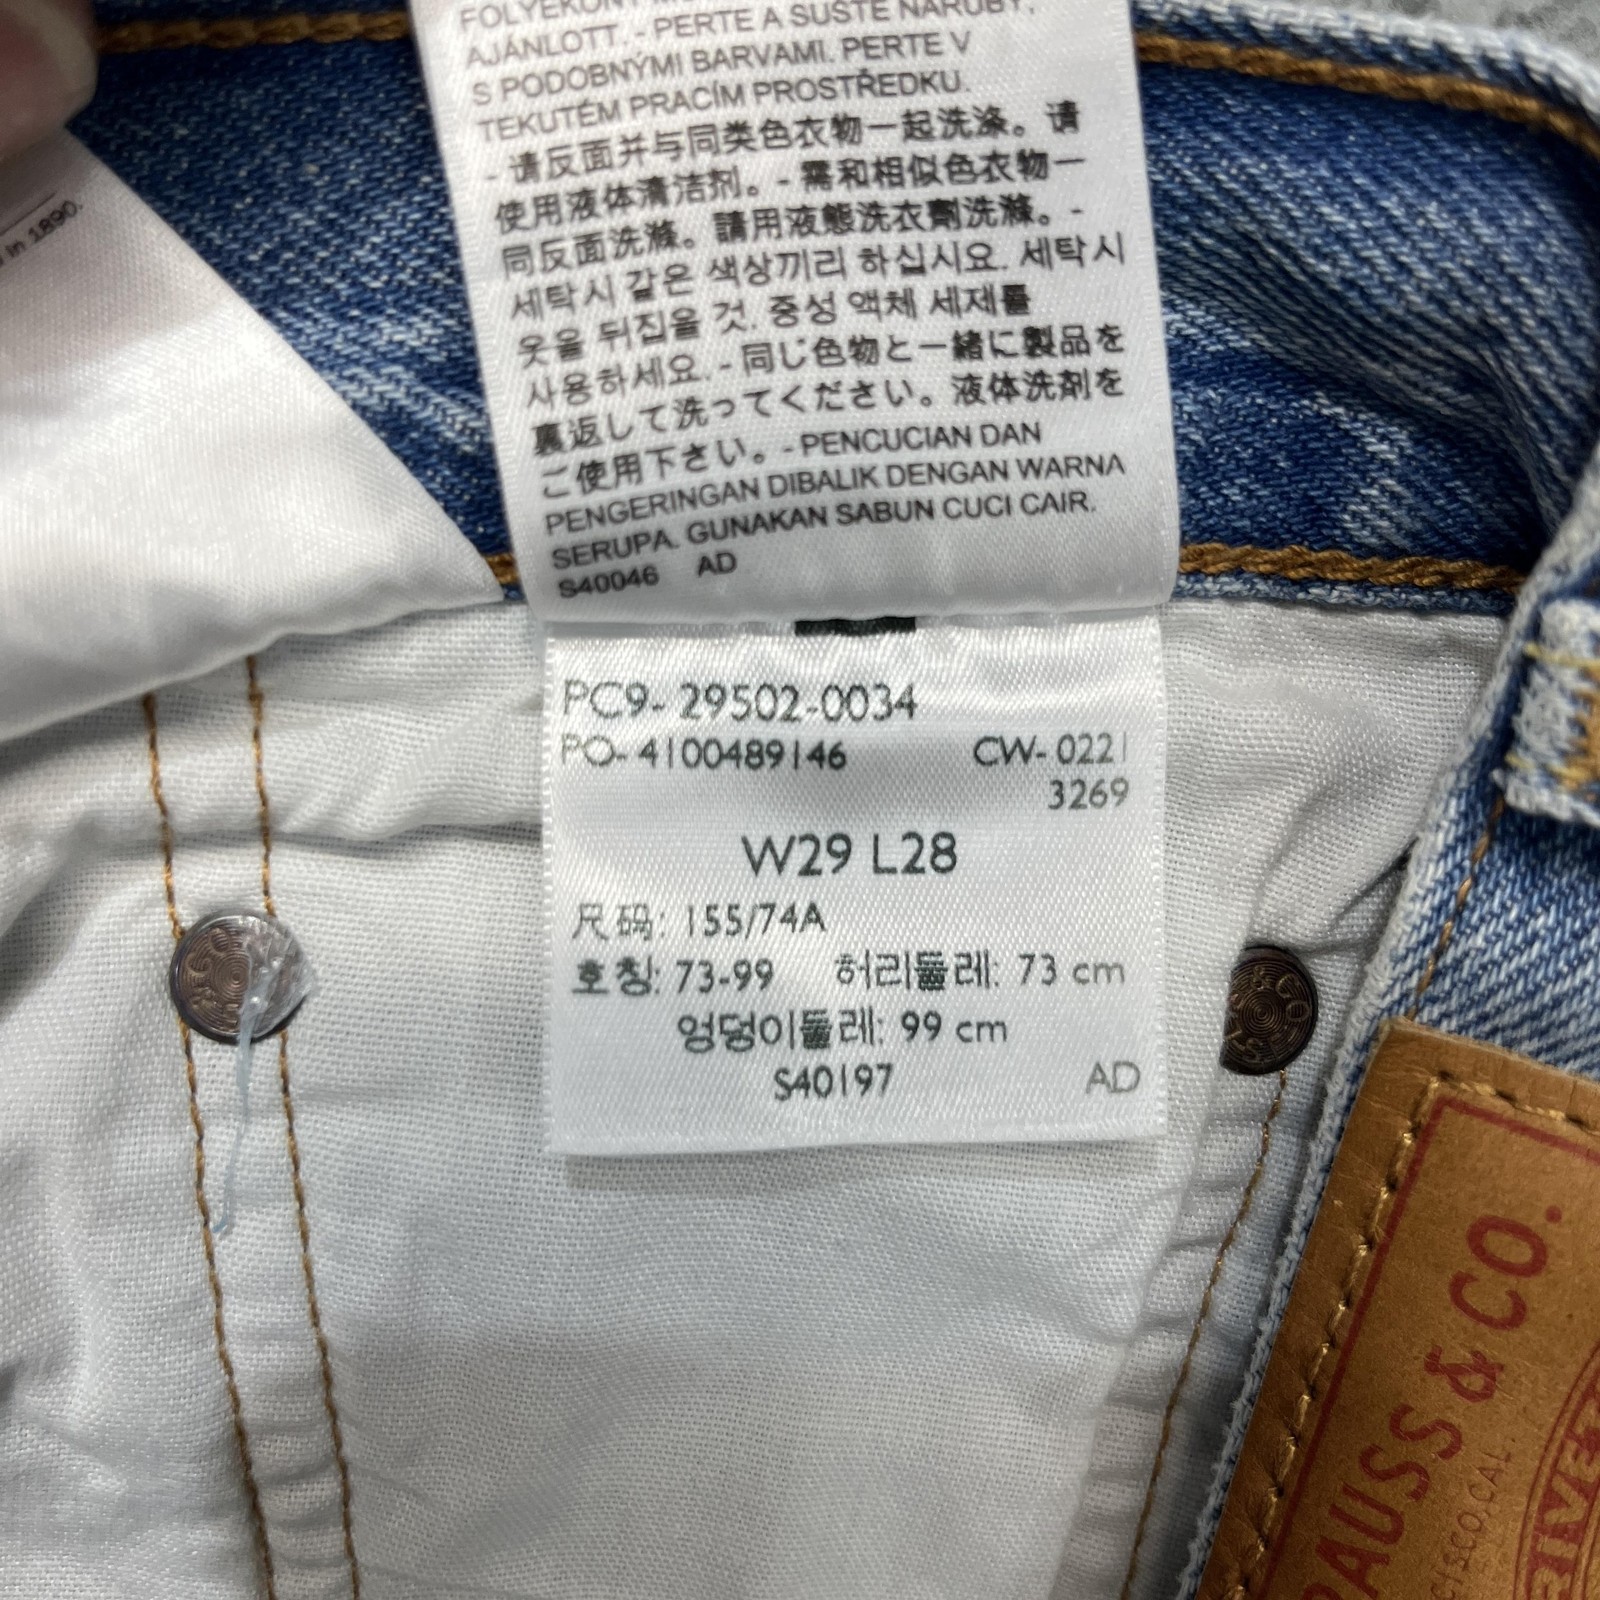 in 1890.
AJÁNLOTT. - PERTE A SUŠTE NARUBY,
S PODOBNÝMI BARVAMI. PERTE V
TEKUTÉM PRACÍM PROSTŘEDKU.
- 请反面并与同类色衣物一起洗涤。请
使用液体清洁剂。- 需和相似色衣物一
同反面洗滌。請用液態洗衣劑洗滌。-
세탁시 같은 색상끼리 하십시요. 세탁시
옷을 뒤집을 것. 중성 액체 세제를
사용하세요. - 同じ色物と一緒に製品を
裏返して洗ってください。液体洗剤を
ご使用下さい。- PENCUCIAN DAN
PENGERINGAN DIBALIK DENGAN WARNA
SERUPA. GUNAKAN SABUN CUCI CAIR.
S40046 AD
PC9- 29502-0034
PO- 4100489146 CW- 0221
3269
W29 L28
尺码: 155/74A
호칭: 73-99 허리둘레: 73 cm
엉덩이둘레: 99 cm
S40197 AD
& CO.